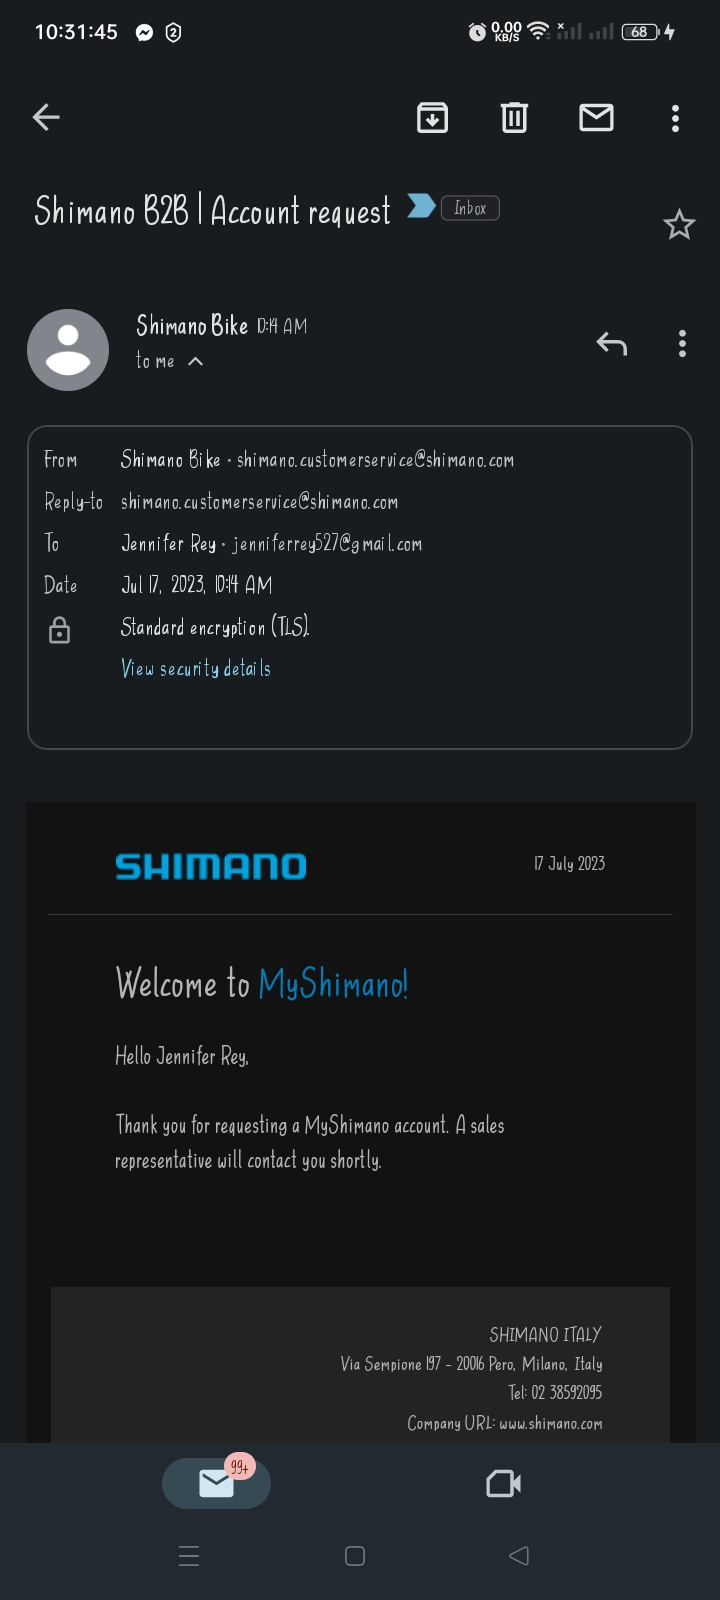 10:31:45
2
0.00
KB/S
68
Shimano B2B | Account request
Inbox
Shimano Bike 10:14 AM
to me
From Shimano Bike · shimano.customerservice@shimano.com
Reply-to shimano.customerservice@shimano.com
To Jennifer Rey · jenniferrey527@gmail.com
Date Jul 17, 2023, 10:14 AM
Standard encryption (TLS).
View security details
SHIMANO
17 July 2023
Welcome to MyShimano!
Hello Jennifer Rey,
Thank you for requesting a MyShimano account. A sales
representative will contact you shortly.
SHIMANO ITALY
Via Sempione 197 - 20016 Pero, Milano, Italy
Tel: 02 38592095
Company URL: www.shimano.com
99+